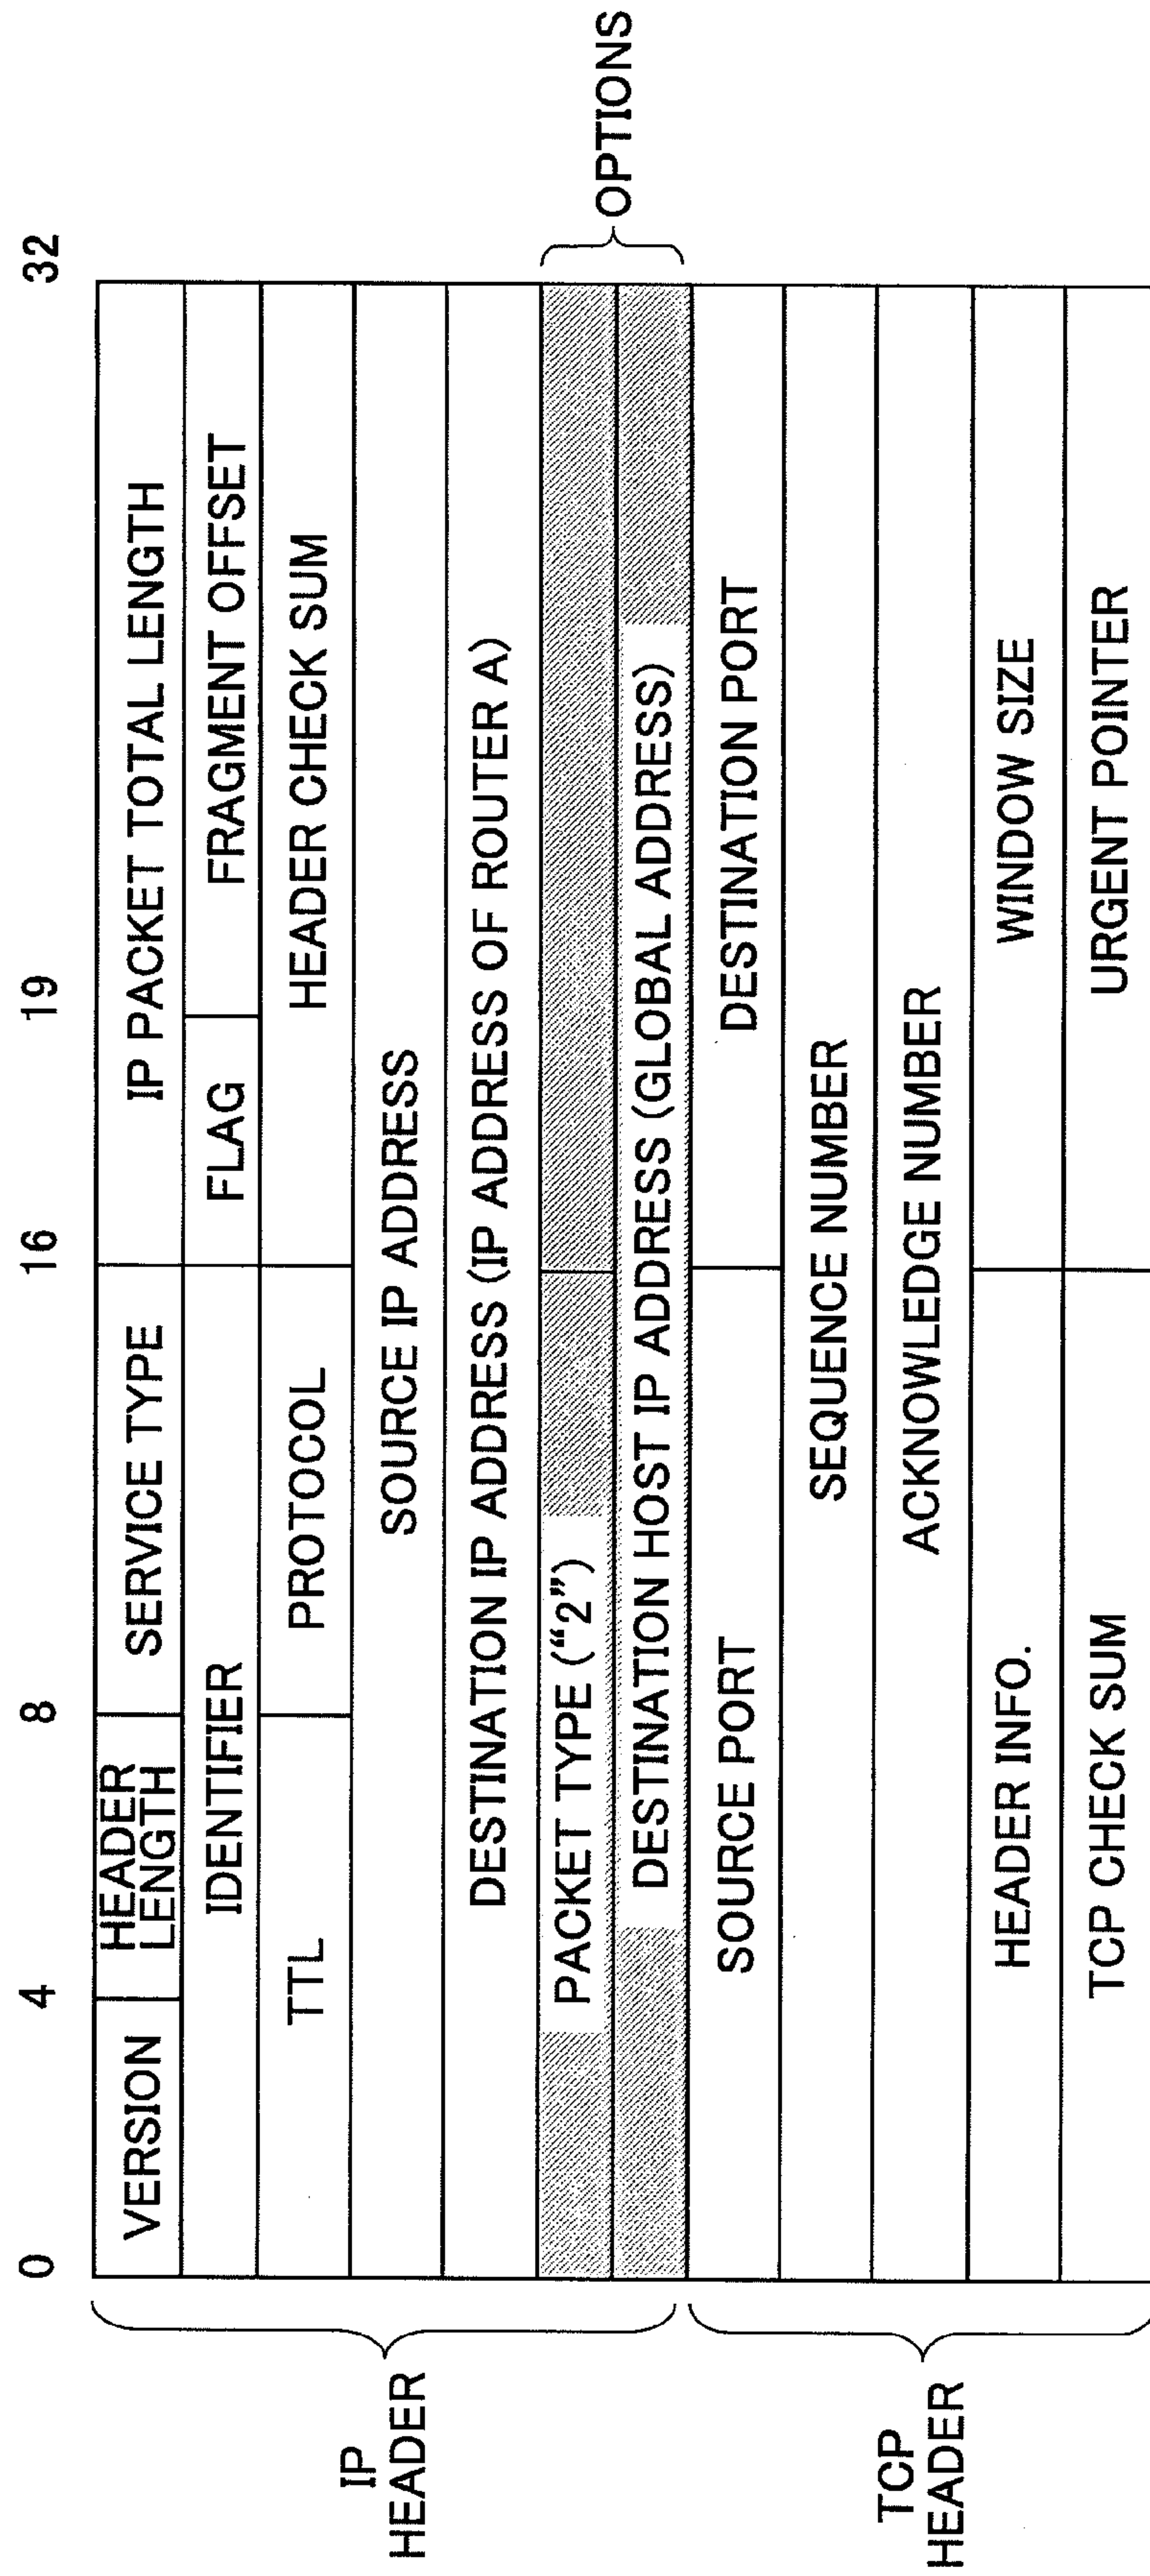 0 4 8 16 19 32
VERSION
HEADER
LENGTH
SERVICE TYPE
IP PACKET TOTAL LENGTH
IDENTIFIER
FLAG
FRAGMENT OFFSET
TTL
PROTOCOL
HEADER CHECK SUM
SOURCE IP ADDRESS
DESTINATION IP ADDRESS (IP ADDRESS OF ROUTER A)
PACKET TYPE (“2”)
DESTINATION HOST IP ADDRESS (GLOBAL ADDRESS)
OPTIONS
IP
HEADER
SOURCE PORT
DESTINATION PORT
SEQUENCE NUMBER
ACKNOWLEDGE NUMBER
HEADER INFO.
WINDOW SIZE
TCP CHECK SUM
URGENT POINTER
TCP
HEADER